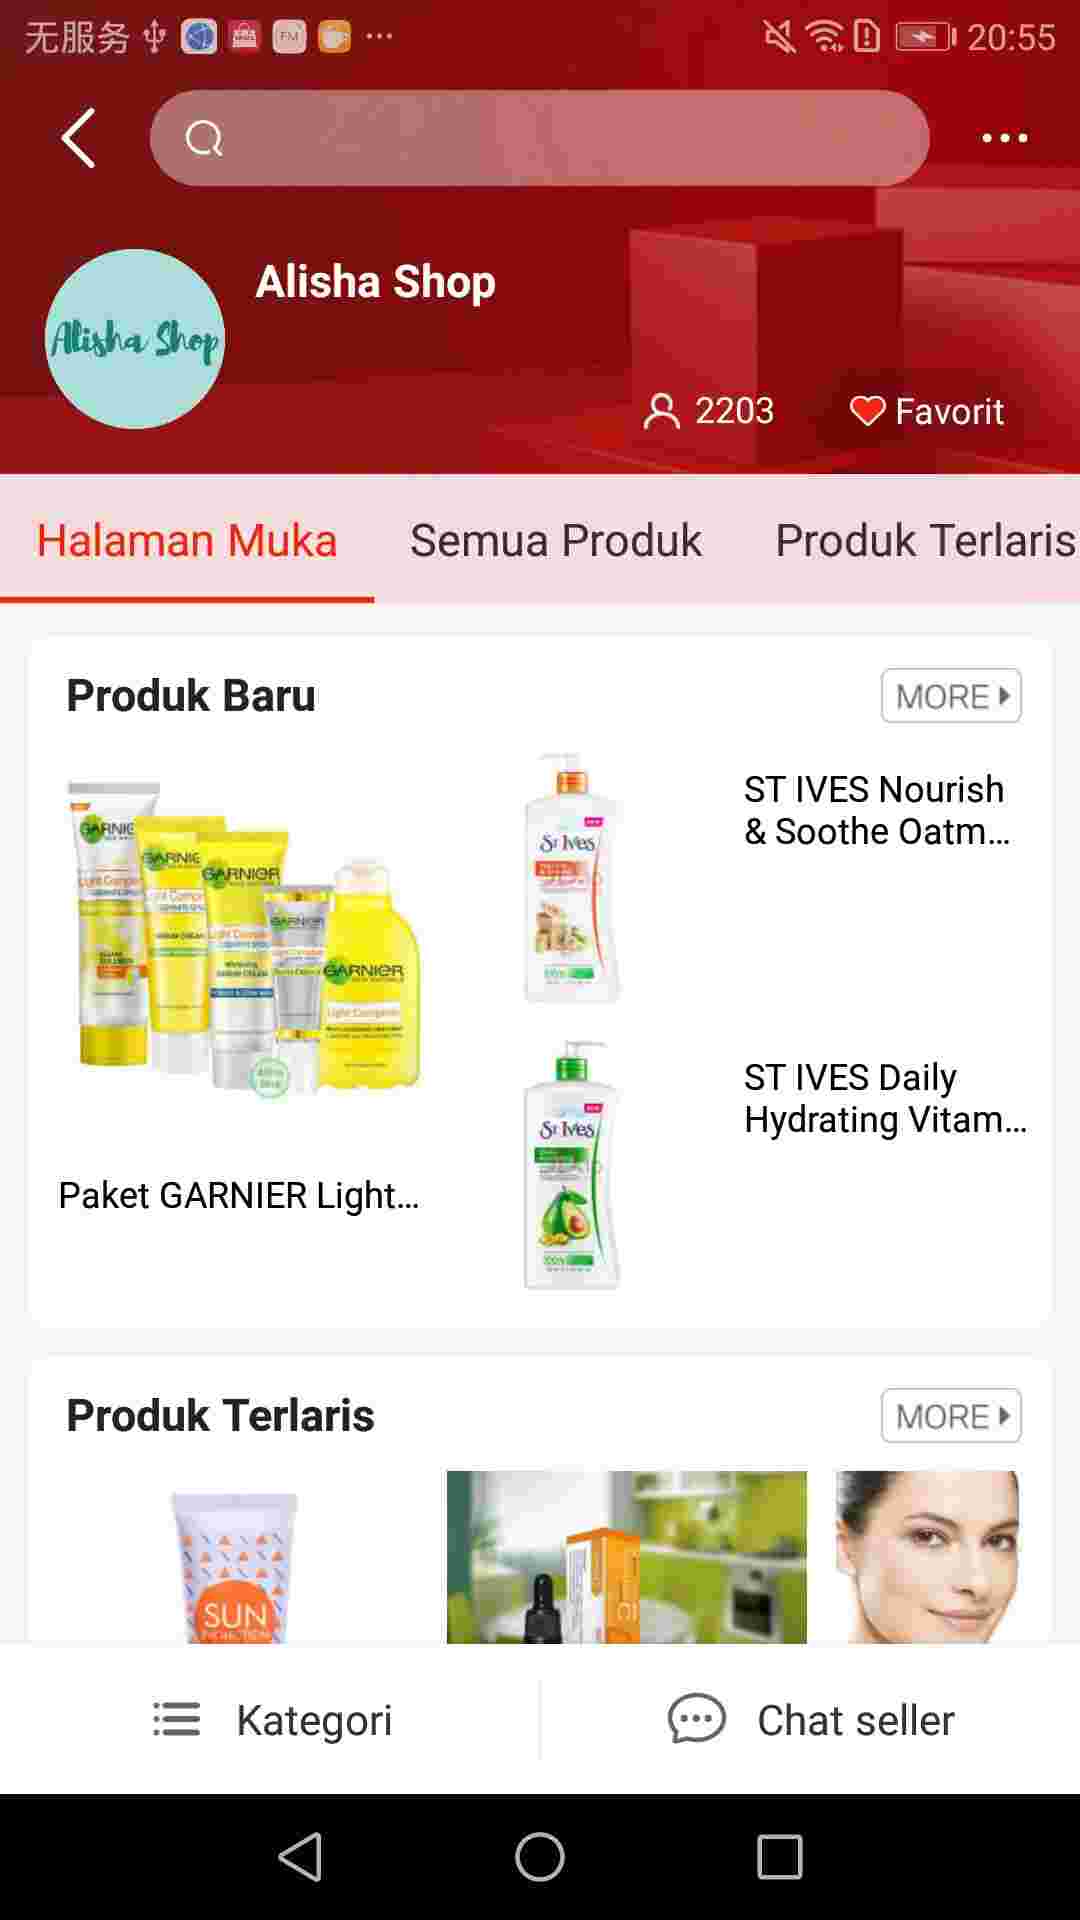 无服务 FM 20:55
Alisha Shop
Alisha Shop
2203 Favorit
Halaman Muka Semua Produk Produk Terlaris
Produk Baru MORE
GARNIER
GARNIER
St Ives
ST IVES Nourish
& Soothe Oatm...
St Ives
ST IVES Daily
Hydrating Vitam...
Paket GARNIER Light...
Produk Terlaris MORE
SUN
Kategori Chat seller